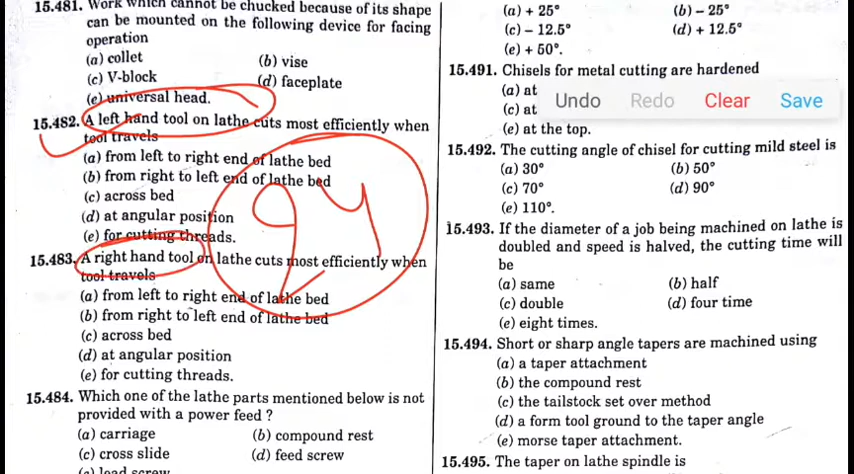 15.481. Work which cannot be chucked because of its shape
can be mounted on the following device for facing
operation
(a) collet (b) vise
(c) V-block (d) faceplate
(e) universal head.
15.482. A left hand tool on lathe cuts most efficiently when
tool travels
(a) from left to right end of lathe bed
(b) from right to left end of lathe bed
(c) across bed
(d) at angular position
(e) for cutting threads.
15.483. A right hand tool on lathe cuts most efficiently when
tool travels
(a) from left to right end of lathe bed
(b) from right to left end of lathe bed
(c) across bed
(d) at angular position
(e) for cutting threads.
15.484. Which one of the lathe parts mentioned below is not
provided with a power feed ?
(a) carriage (b) compound rest
(c) cross slide (d) feed screw
(e) lead screw
(a) + 25° (b) – 25°
(c) – 12.5° (d) + 12.5°
(e) + 50°.
15.491. Chisels for metal cutting are hardened
(a) at
(c) at
Undo Redo Clear Save
(e) at the top.
15.492. The cutting angle of chisel for cutting mild steel is
(a) 30° (b) 50°
(c) 70° (d) 90°
(e) 110°.
15.493. If the diameter of a job being machined on lathe is
doubled and speed is halved, the cutting time will
be
(a) same (b) half
(c) double (d) four time
(e) eight times.
15.494. Short or sharp angle tapers are machined using
(a) a taper attachment
(b) the compound rest
(c) the tailstock set over method
(d) a form tool ground to the taper angle
(e) morse taper attachment.
15.495. The taper on lathe spindle is